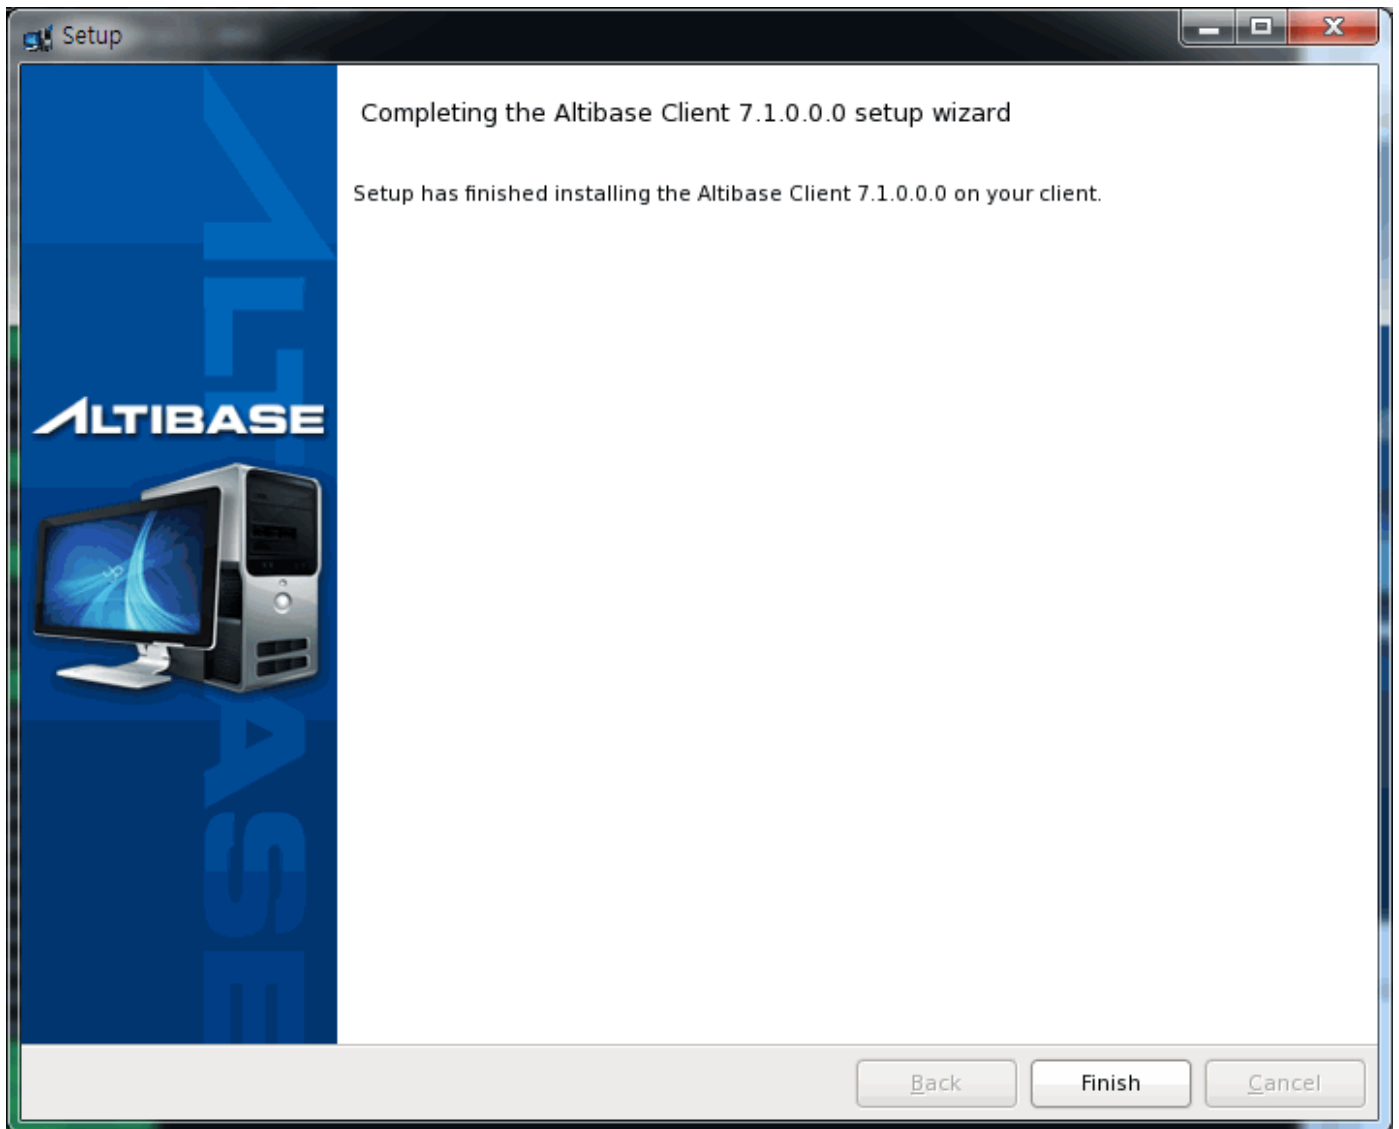 Setup
Completing the Altibase Client 7.1.0.0.0 setup wizard
Setup has finished installing the Altibase Client 7.1.0.0.0 on your client.
ALTIBASE
ALTIBASE
Back
Finish
Cancel